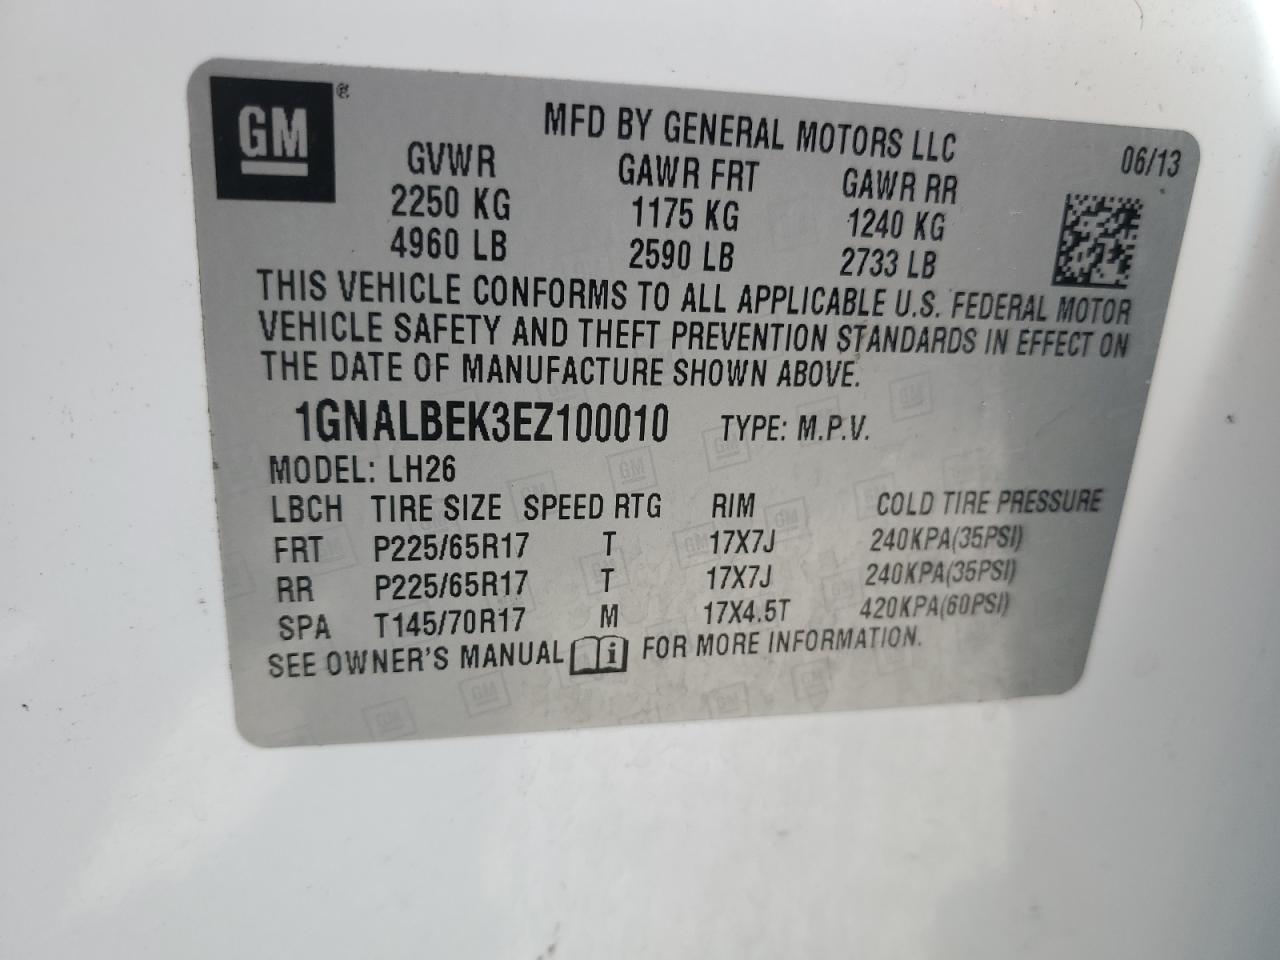 GM ®
MFD BY GENERAL MOTORS LLC
06/13
GVWR GAWR FRT GAWR RR
2250 KG 1175 KG 1240 KG
4960 LB 2590 LB 2733 LB
THIS VEHICLE CONFORMS TO ALL APPLICABLE U.S. FEDERAL MOTOR
VEHICLE SAFETY AND THEFT PREVENTION STANDARDS IN EFFECT ON
THE DATE OF MANUFACTURE SHOWN ABOVE.
1GNALBEK3EZ100010 TYPE: M.P.V.
MODEL: LH26
LBCH TIRE SIZE SPEED RTG RIM COLD TIRE PRESSURE
FRT P225/65R17 T 17X7J 240KPA(35PSI)
RR P225/65R17 T 17X7J 240KPA(35PSI)
SPA T145/70R17 M 17X4.5T 420KPA(60PSI)
SEE OWNER'S MANUAL i FOR MORE INFORMATION.